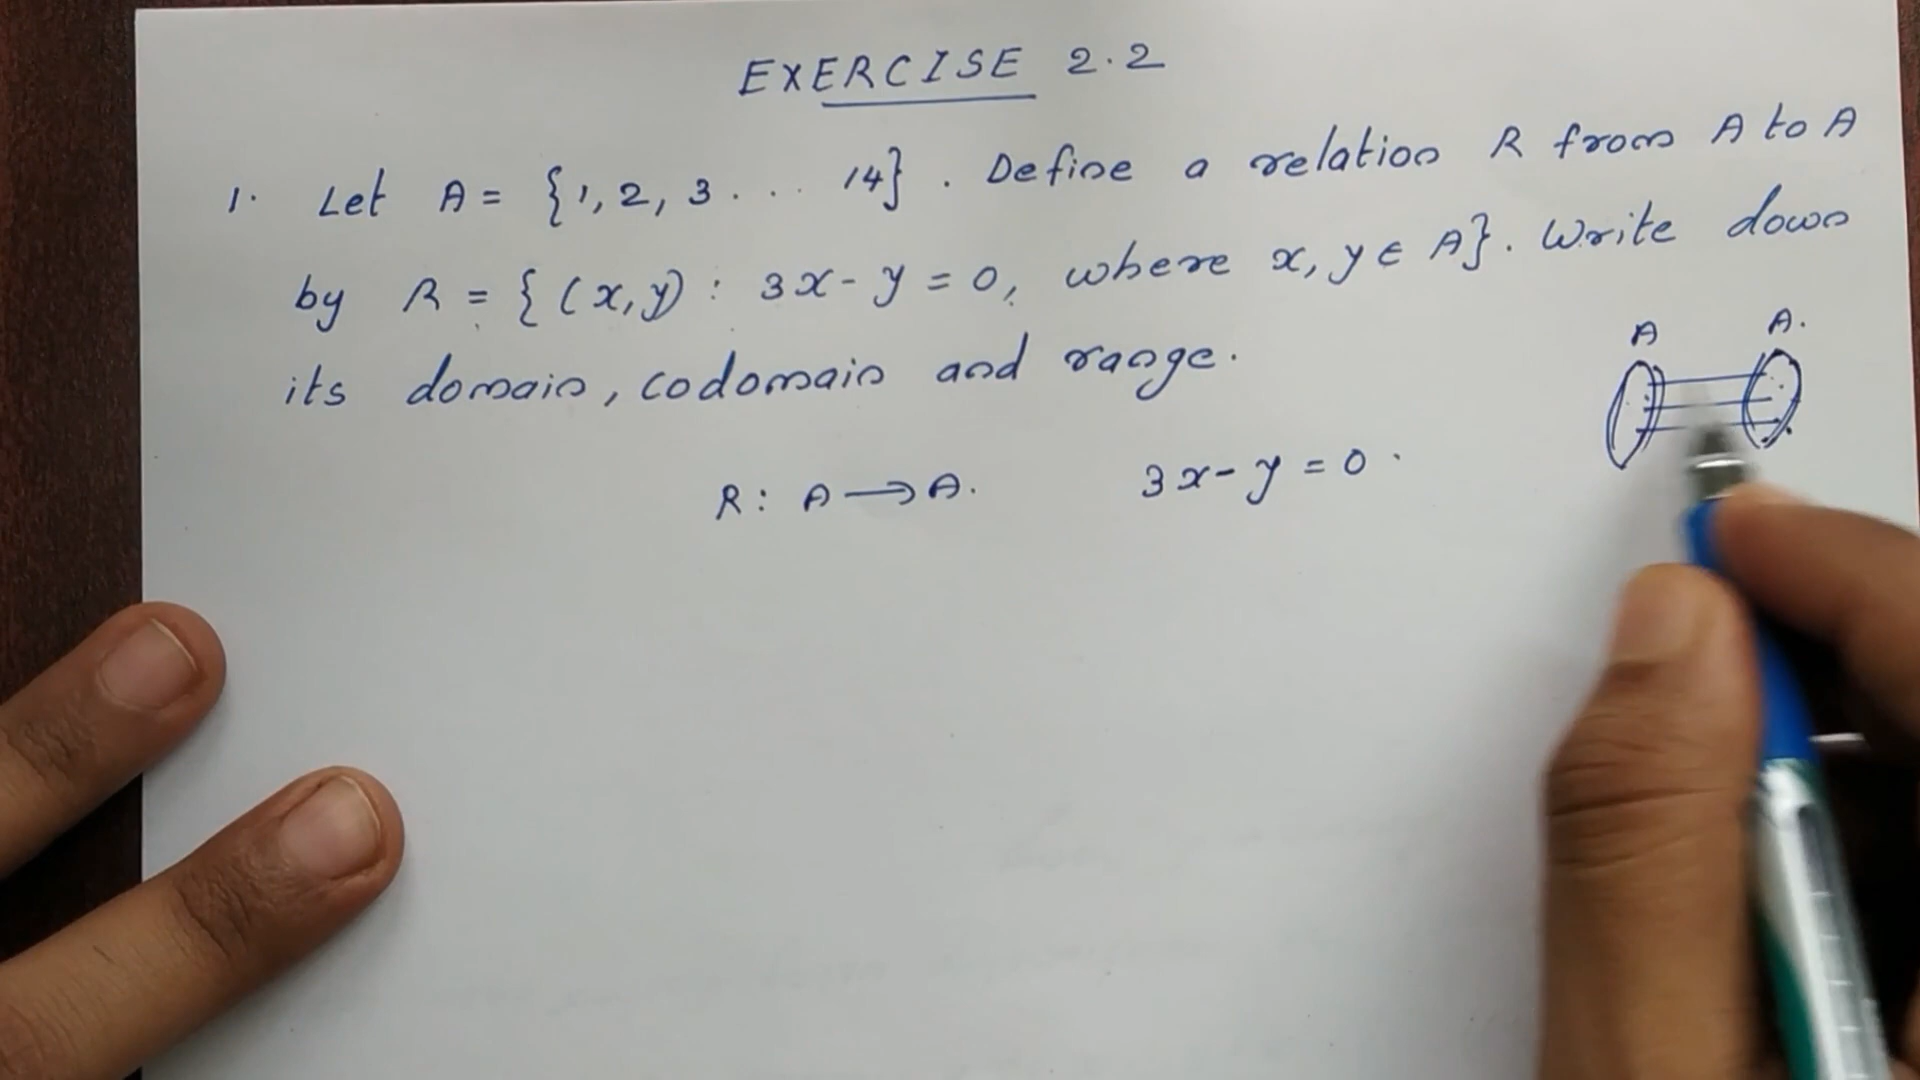 EXERCISE 2.2
1. Let A = {1, 2, 3 . . . 14} . Define a relation R from A to A
by R = { (x,y) : 3x - y = 0, where x, y ∈ A}. Write down
its domain, codomain and range.
A A.
R : A → A. 3x - y = 0 .